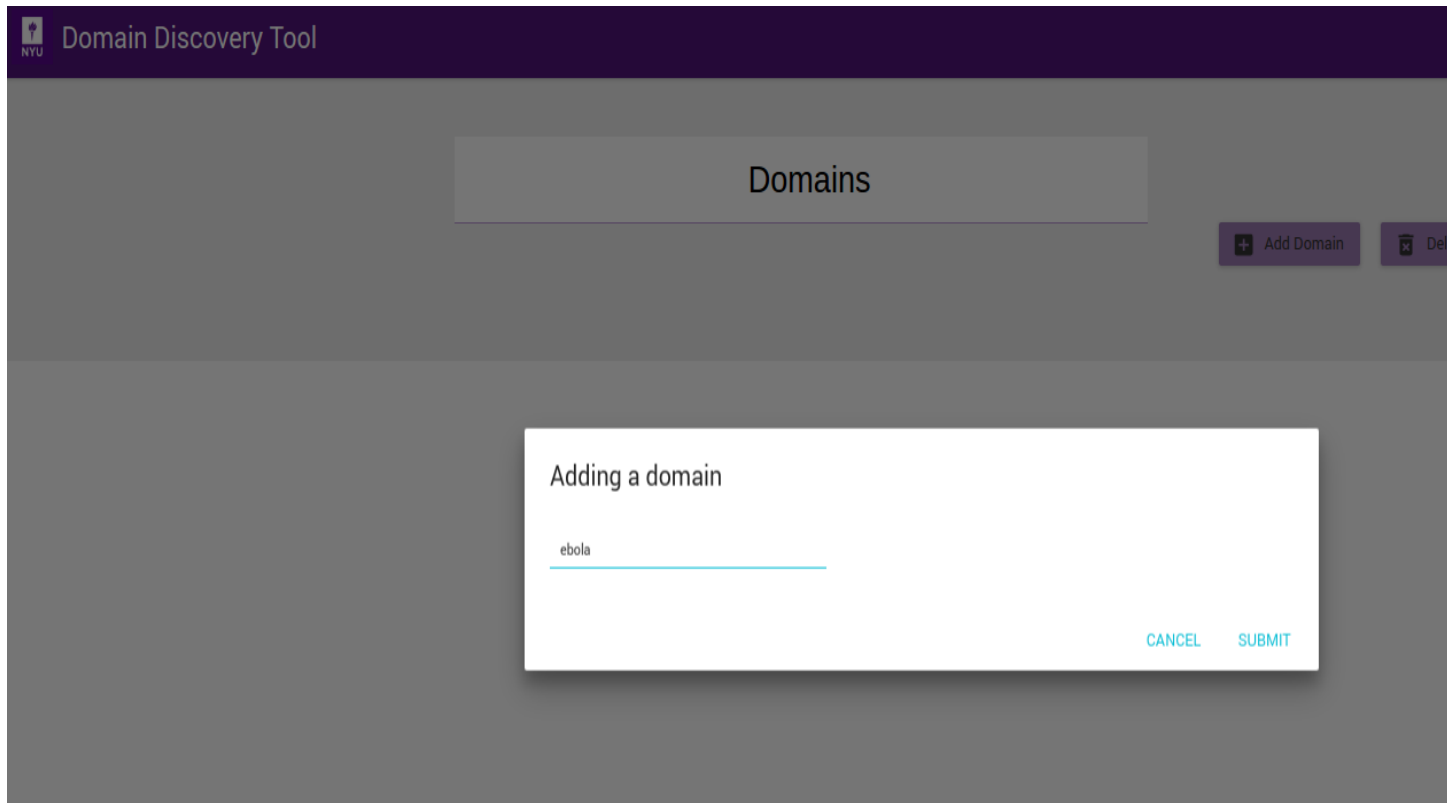 NYU
Domain Discovery Tool
Domains
Add Domain
Adding a domain
ebola
CANCEL
SUBMIT